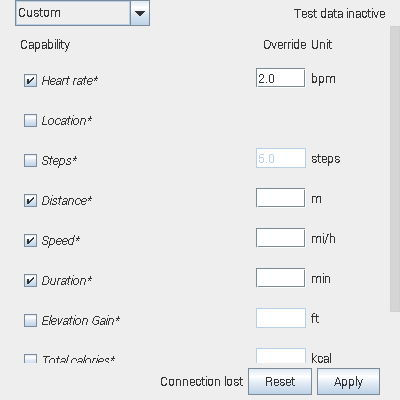 Custom Test data inactive
Capability Override Unit
Heart rate* 2.0 bpm
Location*
Steps* 5.0 steps
Distance* m
Speed* mi/h
Duration* min
Elevation Gain* ft
Total calories* kcal
Connection lost Reset Apply